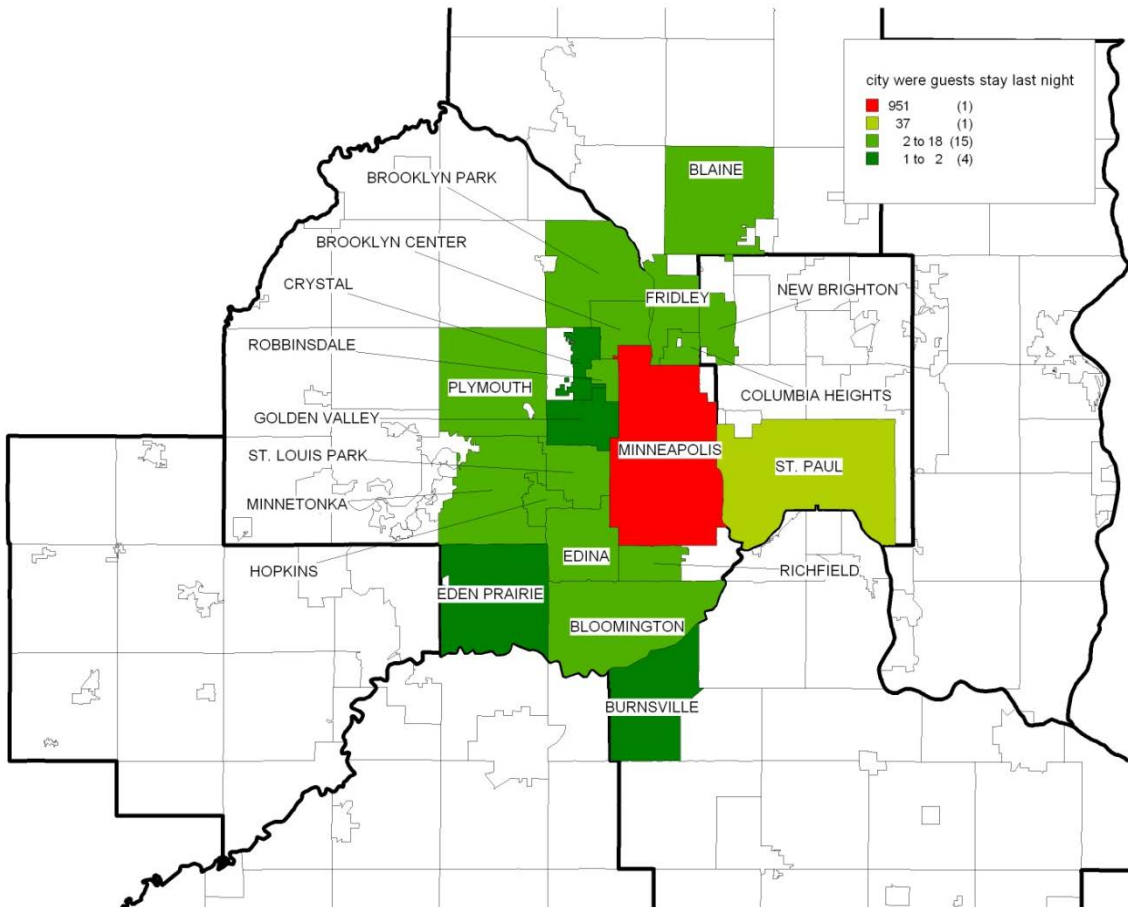 city were guests stay last night
951 (1)
37 (1)
2 to 18 (15)
1 to 2 (4)
BLAINE
BROOKLYN PARK
BROOKLYN CENTER
CRYSTAL
FRIDLEY
NEW BRIGHTON
ROBBINSDALE
PLYMOUTH
COLUMBIA HEIGHTS
GOLDEN VALLEY
MINNEAPOLIS
ST. LOUIS PARK
ST. PAUL
MINNETONKA
EDINA
HOPKINS
RICHFIELD
EDEN PRAIRIE
BLOOMINGTON
BURNSVILLE